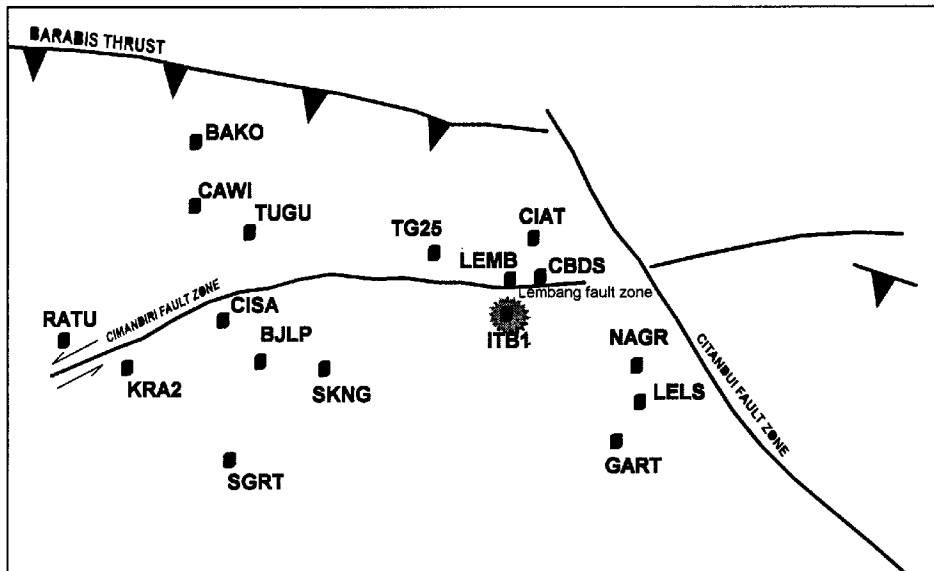 BARABIS THRUST
BAKO
CAWI
TUGU
CIAT
TG25
LEMB
CBDS
Lembang fault zone
CIMANDIRI FAULT ZONE
CISA
RATU
ITB1
BJLP
NAGR
KRA2
SKNG
LELS
CITANDUI FAULT ZONE
GART
SGRT